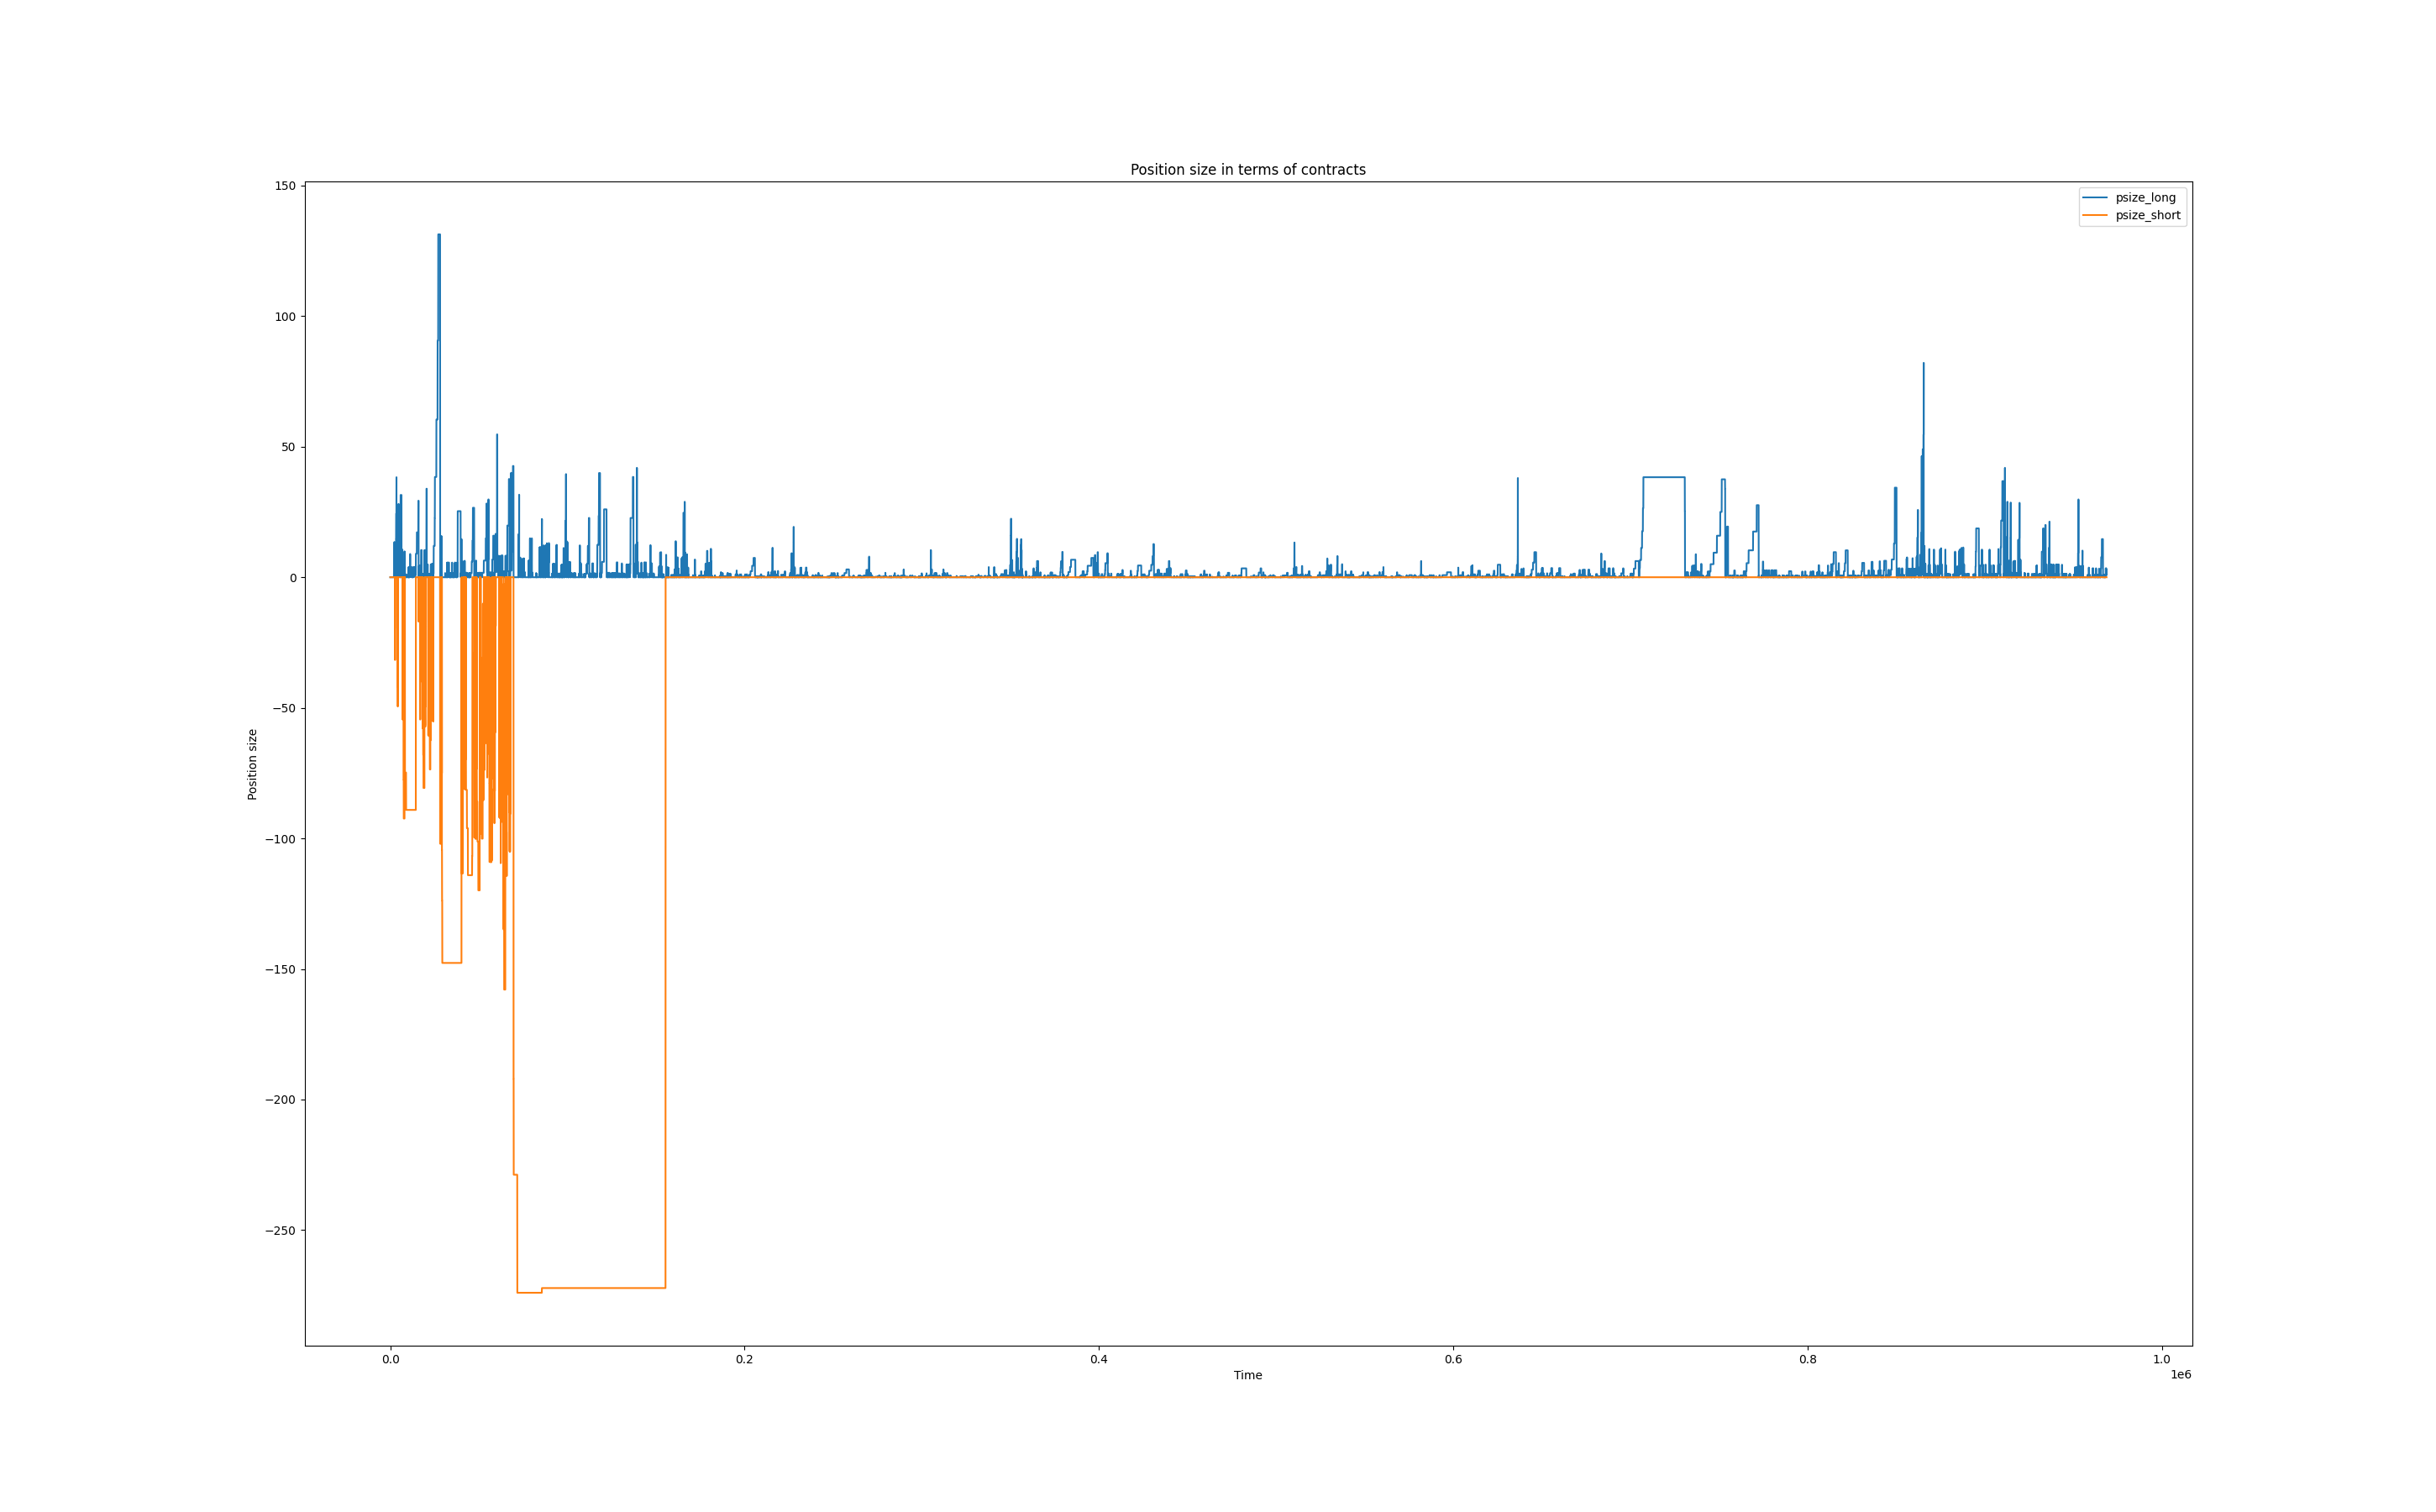 Position size in terms of contracts
psize_long
psize_short
150
100
50
0
−50
−100
−150
−200
−250
Position size
0.0
0.2
0.4
0.6
0.8
1.0
1e6
Time